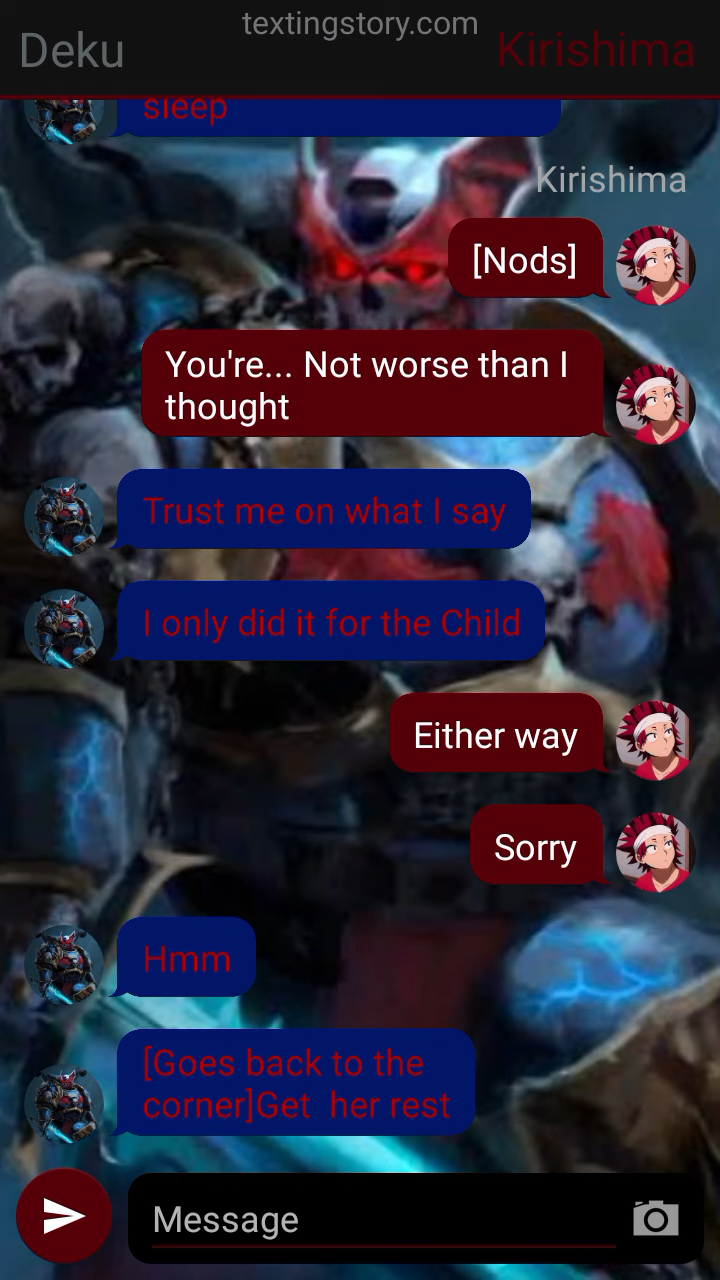 textingstory.com
Deku
Kirishima
sleep
Kirishima
[Nods]
You're... Not worse than I
thought
Trust me on what I say
I only did it for the Child
Either way
Sorry
Hmm
[Goes back to the
corner]Get  her rest
Message